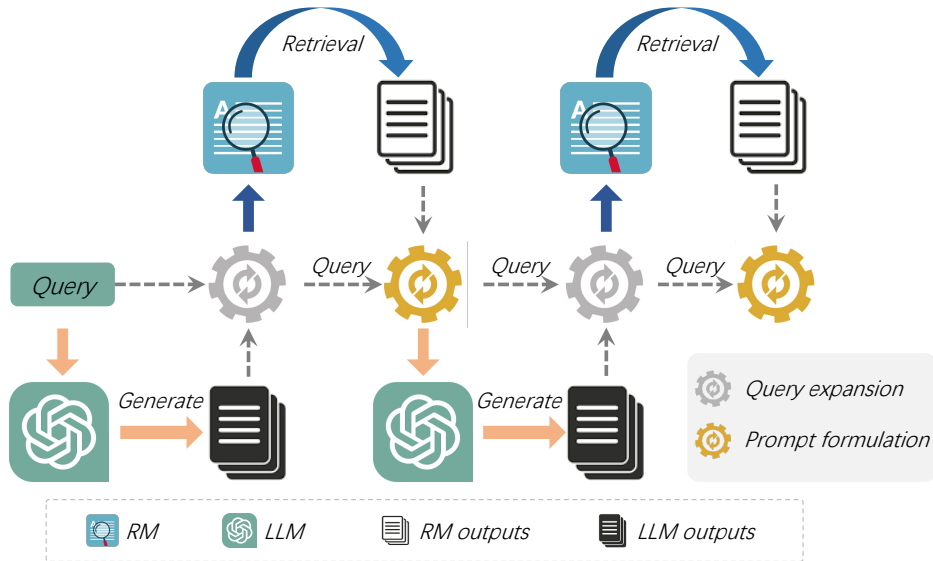 Retrieval
Retrieval
A
A
Query
Query
Query
Query
Generate
Generate
Query expansion
Prompt formulation
A
RM
LLM
RM outputs
LLM outputs